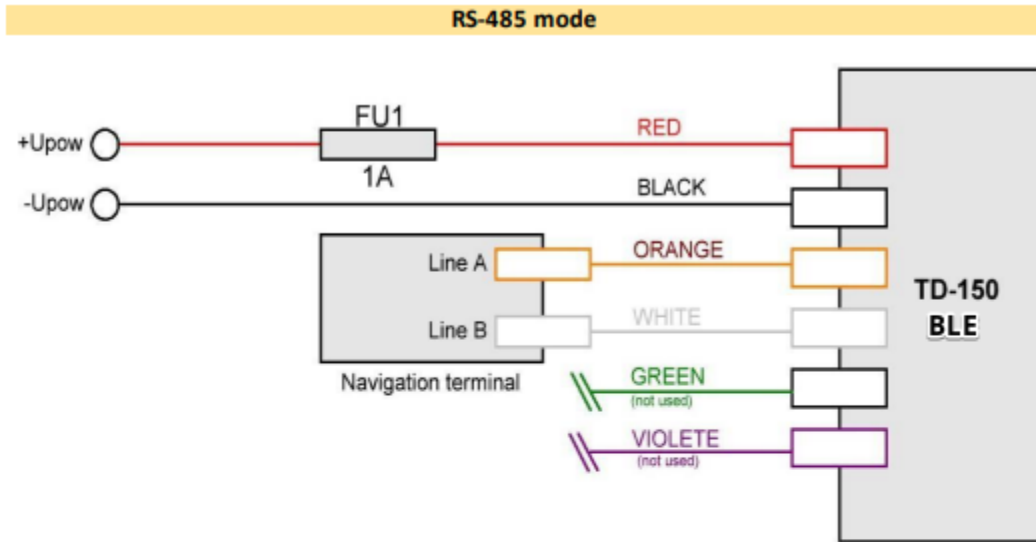 RS-485 mode
FU1
+Upow
RED
1A
-Upow
BLACK
Line A
ORANGE
TD-150
BLE
Line B
WHITE
Navigation terminal
GREEN
(not used)
VIOLETE
(not used)